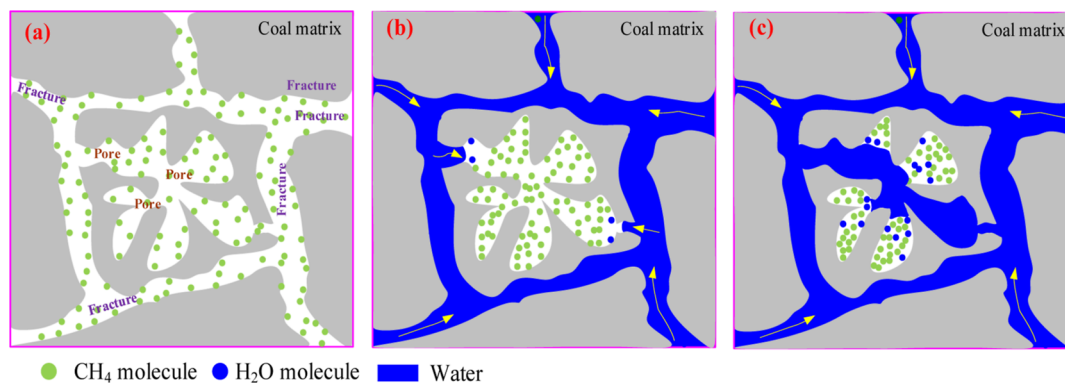 (a)
Coal matrix
Fracture
Fracture
Fracture
Pore
Pore
Pore
Fracture
Fracture
(b)
Coal matrix
(c)
Coal matrix
CH₄ molecule
H₂O molecule
Water